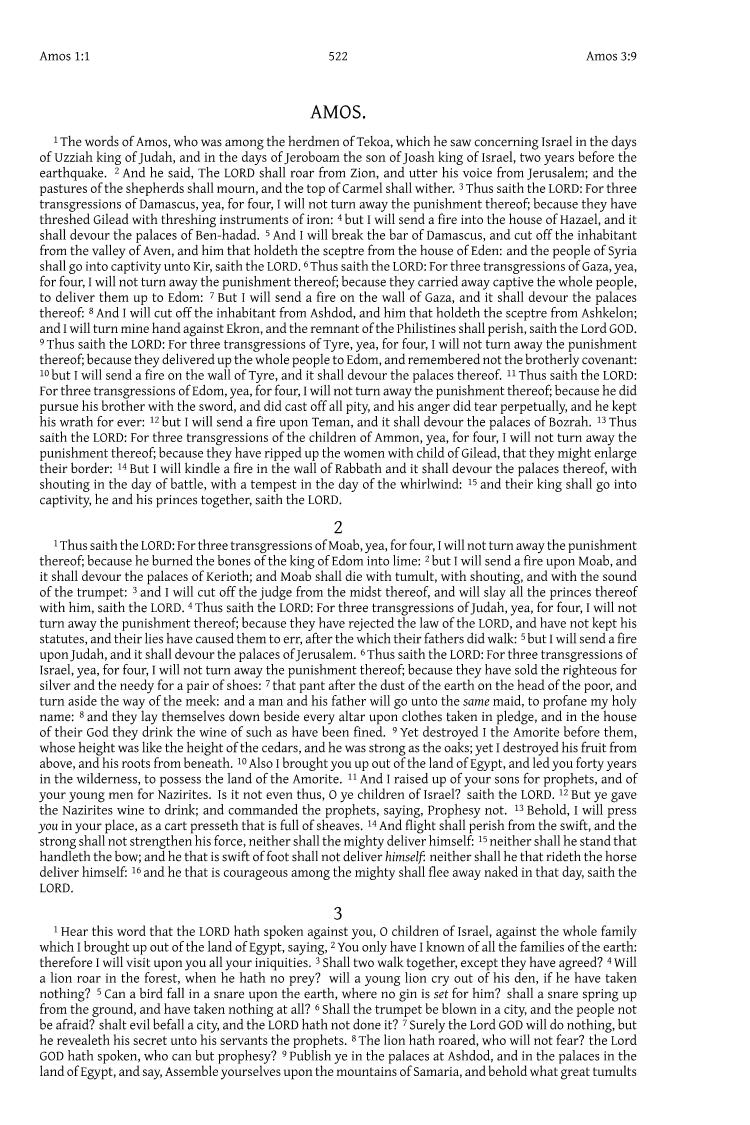 Amos 1:1 522 Amos 3:9
AMOS.
1 The words of Amos, who was among the herdmen of Tekoa, which he saw concerning Israel in the days
of Uzziah king of Judah, and in the days of Jeroboam the son of Joash king of Israel, two years before the
earthquake. 2 And he said, The LORD shall roar from Zion, and utter his voice from Jerusalem; and the
pastures of the shepherds shall mourn, and the top of Carmel shall wither. 3 Thus saith the LORD: For three
transgressions of Damascus, yea, for four, I will not turn away the punishment thereof; because they have
threshed Gilead with threshing instruments of iron: 4 but I will send a fire into the house of Hazael, and it
shall devour the palaces of Ben-hadad. 5 And I will break the bar of Damascus, and cut off the inhabitant
from the valley of Aven, and him that holdeth the sceptre from the house of Eden: and the people of Syria
shall go into captivity unto Kir, saith the LORD. 6 Thus saith the LORD: For three transgressions of Gaza, yea,
for four, I will not turn away the punishment thereof; because they carried away captive the whole people,
to deliver them up to Edom: 7 But I will send a fire on the wall of Gaza, and it shall devour the palaces
thereof: 8 And I will cut off the inhabitant from Ashdod, and him that holdeth the sceptre from Ashkelon;
and I will turn mine hand against Ekron, and the remnant of the Philistines shall perish, saith the Lord GOD.
9 Thus saith the LORD: For three transgressions of Tyre, yea, for four, I will not turn away the punishment
thereof; because they delivered up the whole people to Edom, and remembered not the brotherly covenant:
10 but I will send a fire on the wall of Tyre, and it shall devour the palaces thereof. 11 Thus saith the LORD:
For three transgressions of Edom, yea, for four, I will not turn away the punishment thereof; because he did
pursue his brother with the sword, and did cast off all pity, and his anger did tear perpetually, and he kept
his wrath for ever: 12 but I will send a fire upon Teman, and it shall devour the palaces of Bozrah. 13 Thus
saith the LORD: For three transgressions of the children of Ammon, yea, for four, I will not turn away the
punishment thereof; because they have ripped up the women with child of Gilead, that they might enlarge
their border: 14 But I will kindle a fire in the wall of Rabbath and it shall devour the palaces thereof, with
shouting in the day of battle, with a tempest in the day of the whirlwind: 15 and their king shall go into
captivity, he and his princes together, saith the LORD.
2
1 Thus saith the LORD: For three transgressions of Moab, yea, for four, I will not turn away the punishment
thereof; because he burned the bones of the king of Edom into lime: 2 but I will send a fire upon Moab, and
it shall devour the palaces of Kerioth; and Moab shall die with tumult, with shouting, and with the sound
of the trumpet: 3 and I will cut off the judge from the midst thereof, and will slay all the princes thereof
with him, saith the LORD. 4 Thus saith the LORD: For three transgressions of Judah, yea, for four, I will not
turn away the punishment thereof; because they have rejected the law of the LORD, and have not kept his
statutes, and their lies have caused them to err, after the which their fathers did walk: 5 but I will send a fire
upon Judah, and it shall devour the palaces of Jerusalem. 6 Thus saith the LORD: For three transgressions of
Israel, yea, for four, I will not turn away the punishment thereof; because they have sold the righteous for
silver and the needy for a pair of shoes: 7 that pant after the dust of the earth on the head of the poor, and
turn aside the way of the meek: and a man and his father will go unto the same maid, to profane my holy
name: 8 and they lay themselves down beside every altar upon clothes taken in pledge, and in the house
of their God they drink the wine of such as have been fined. 9 Yet destroyed I the Amorite before them,
whose height was like the height of the cedars, and he was strong as the oaks; yet I destroyed his fruit from
above, and his roots from beneath. 10 Also I brought you up out of the land of Egypt, and led you forty years
in the wilderness, to possess the land of the Amorite. 11 And I raised up of your sons for prophets, and of
your young men for Nazirites. Is it not even thus, O ye children of Israel? saith the LORD. 12 But ye gave
the Nazirites wine to drink; and commanded the prophets, saying, Prophesy not. 13 Behold, I will press
you in your place, as a cart presseth that is full of sheaves. 14 And flight shall perish from the swift, and the
strong shall not strengthen his force, neither shall the mighty deliver himself: 15 neither shall he stand that
handleth the bow; and he that is swift of foot shall not deliver himself: neither shall he that rideth the horse
deliver himself: 16 and he that is courageous among the mighty shall flee away naked in that day, saith the
LORD.
3
1 Hear this word that the LORD hath spoken against you, O children of Israel, against the whole family
which I brought up out of the land of Egypt, saying, 2 You only have I known of all the families of the earth:
therefore I will visit upon you all your iniquities. 3 Shall two walk together, except they have agreed? 4 Will
a lion roar in the forest, when he hath no prey? will a young lion cry out of his den, if he have taken
nothing? 5 Can a bird fall in a snare upon the earth, where no gin is set for him? shall a snare spring up
from the ground, and have taken nothing at all? 6 Shall the trumpet be blown in a city, and the people not
be afraid? shalt evil befall a city, and the LORD hath not done it? 7 Surely the Lord GOD will do nothing, but
he revealeth his secret unto his servants the prophets. 8 The lion hath roared, who will not fear? the Lord
GOD hath spoken, who can but prophesy? 9 Publish ye in the palaces at Ashdod, and in the palaces in the
land of Egypt, and say, Assemble yourselves upon the mountains of Samaria, and behold what great tumults